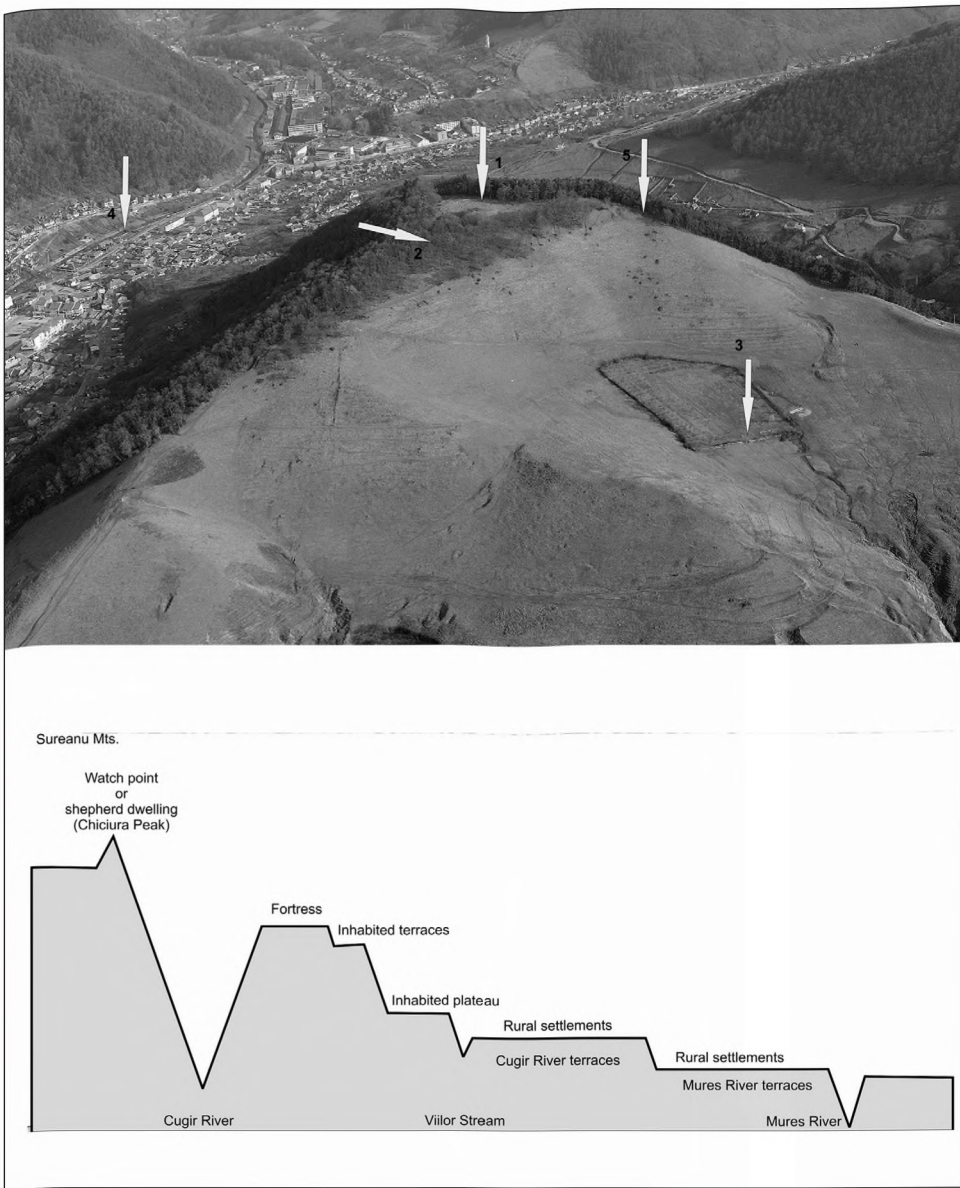 1
5
4
2
3
Sureanu Mts.
Watch point
or
shepherd dwelling
(Chiciura Peak)
Fortress
Inhabited terraces
Inhabited plateau
Rural settlements
Cugir River terraces
Rural settlements
Mures River terraces
Cugir River
Viilor Stream
Mures River